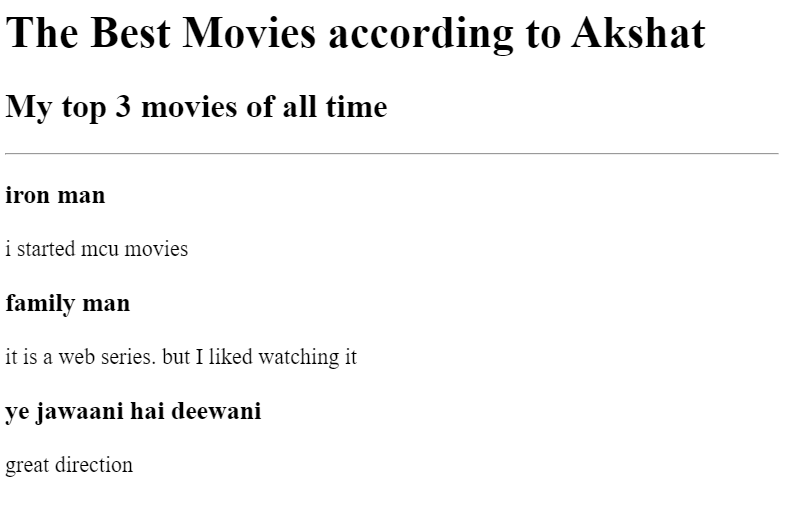 The Best Movies according to Akshat
My top 3 movies of all time
iron man
i started mcu movies
family man
it is a web series. but I liked watching it
ye jawaani hai deewani
great direction